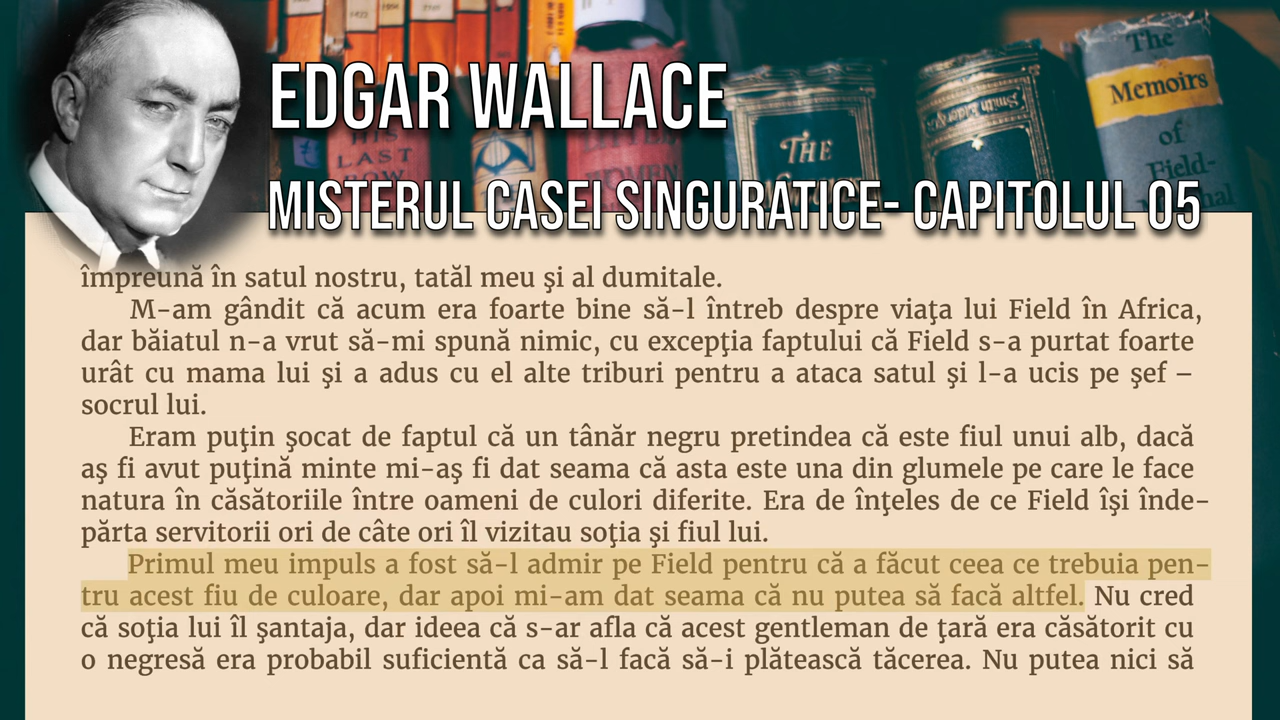 EDGAR WALLACE
MISTERUL CASEI SINGURATICE- CAPITOLUL 05
HIS
LAST
BOW
LITTLE
WOMEN
THE
The
Memoirs
of
Field-
împreună în satul nostru, tatăl meu şi al dumitale.
M-am gândit că acum era foarte bine să-l întreb despre viaţa lui Field în Africa,
dar băiatul n-a vrut să-mi spună nimic, cu excepţia faptului că Field s-a purtat foarte
urât cu mama lui şi a adus cu el alte triburi pentru a ataca satul şi l-a ucis pe şef –
socrul lui.
Eram puţin şocat de faptul că un tânăr negru pretindea că este fiul unui alb, dacă
aş fi avut puţină minte mi-aş fi dat seama că asta este una din glumele pe care le face
natura în căsătoriile între oameni de culori diferite. Era de înţeles de ce Field îşi înde-
părta servitorii ori de câte ori îl vizitau soţia şi fiul lui.
Primul meu impuls a fost să-l admir pe Field pentru că a făcut ceea ce trebuia pen-
tru acest fiu de culoare, dar apoi mi-am dat seama că nu putea să facă altfel. Nu cred
că soţia lui îl şantaja, dar ideea că s-ar afla că acest gentleman de ţară era căsătorit cu
o negresă era probabil suficientă ca să-l facă să-i plătească tăcerea. Nu putea nici să